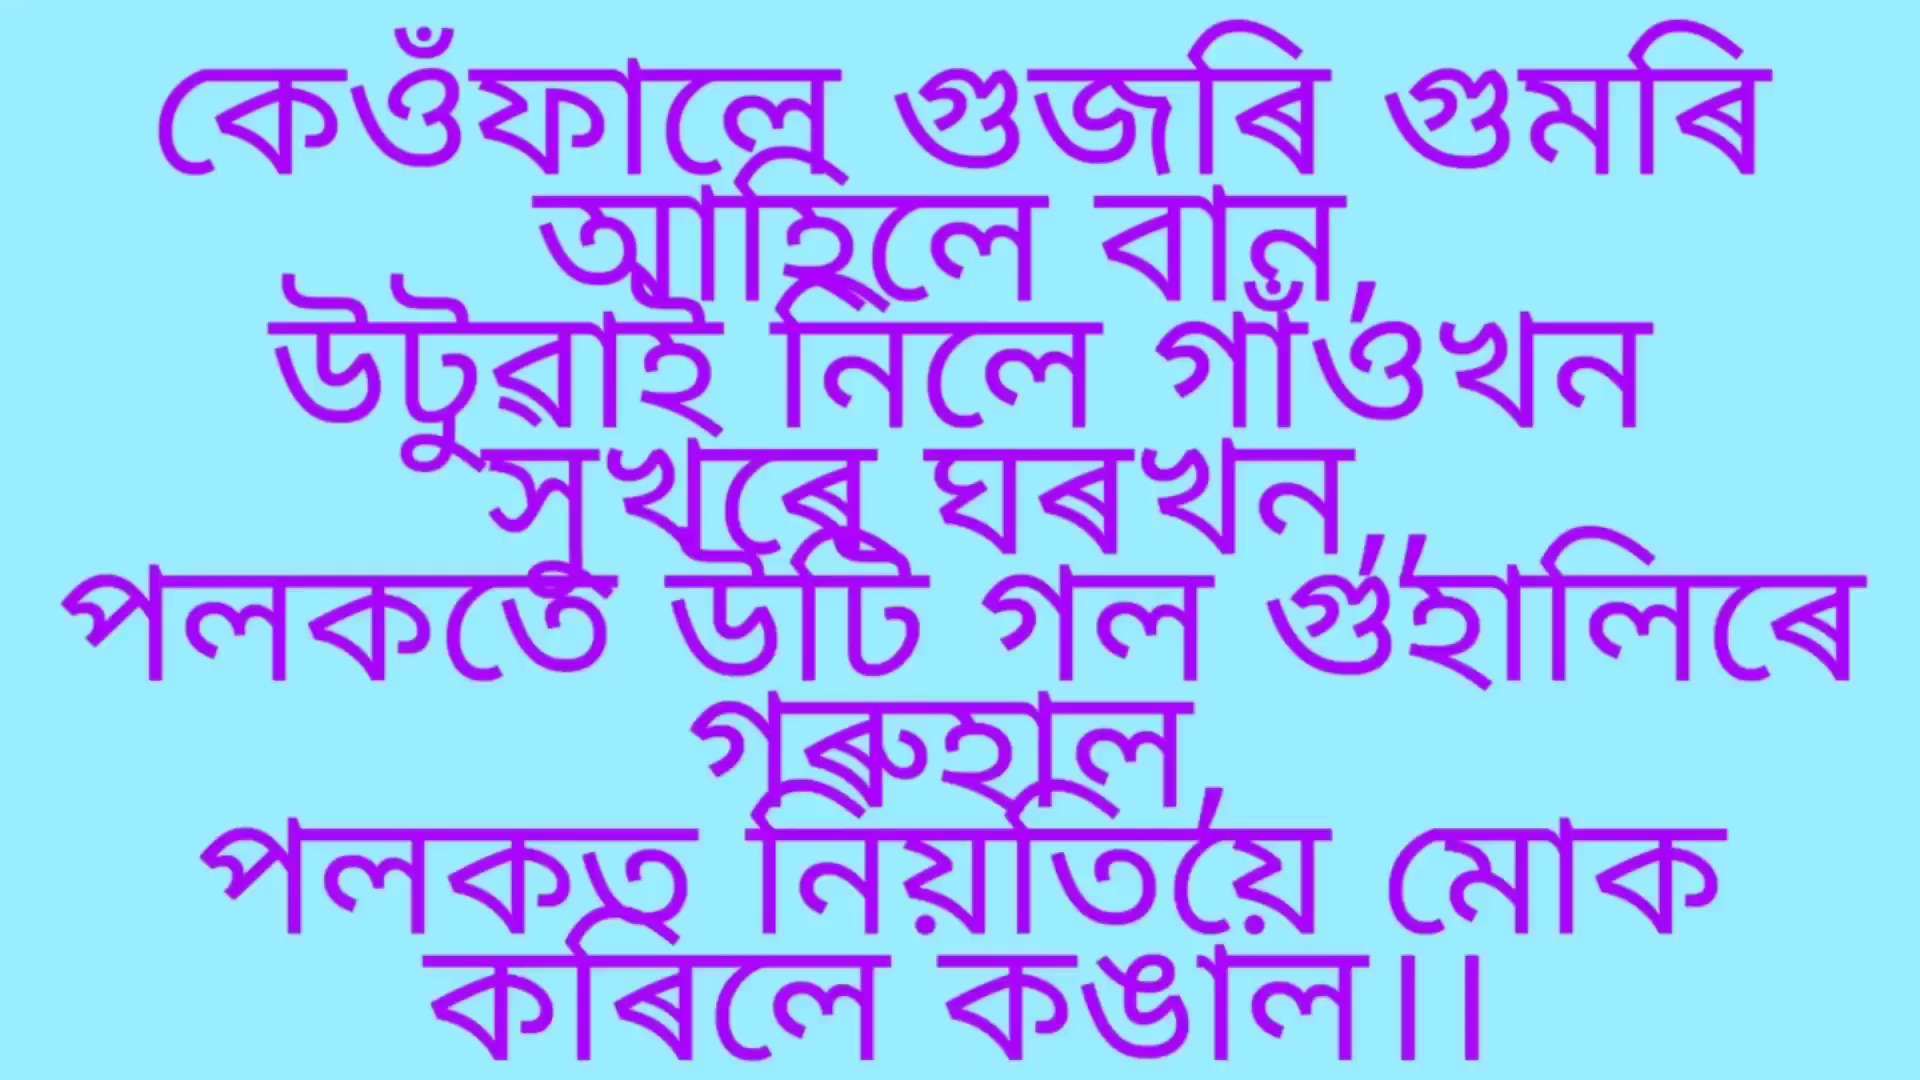 কেওঁফালে গুজৰি গুমৰি
আহিলে বান,
উটুৱাই নিলে গাঁওখন
সুখৰে ঘৰখন,,
পলকতে উটি গল গুহালিৰে
গৰুহাল,
পলকত নিয়তিয়ে মোক
কৰিলে কঙাল।।